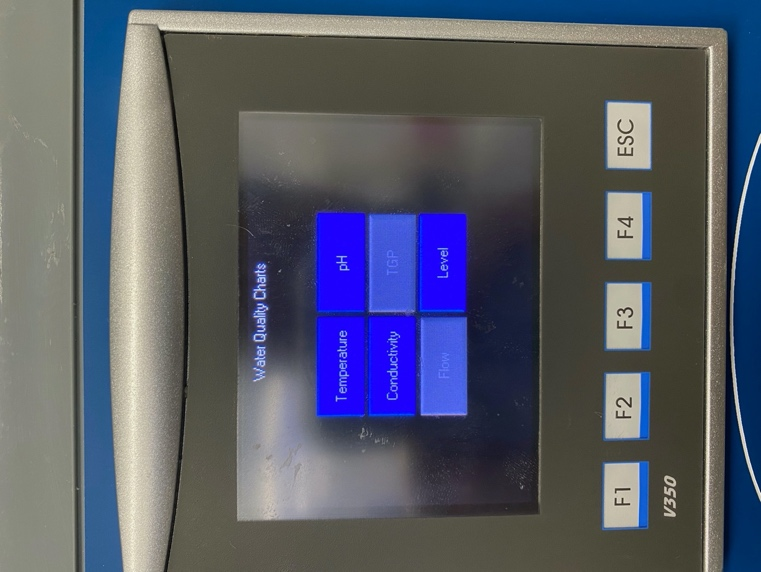 Water Quality Charts
Temperature
pH
Conductivity
TGP
Flow
Level
F1
F2
F3
F4
ESC
V350